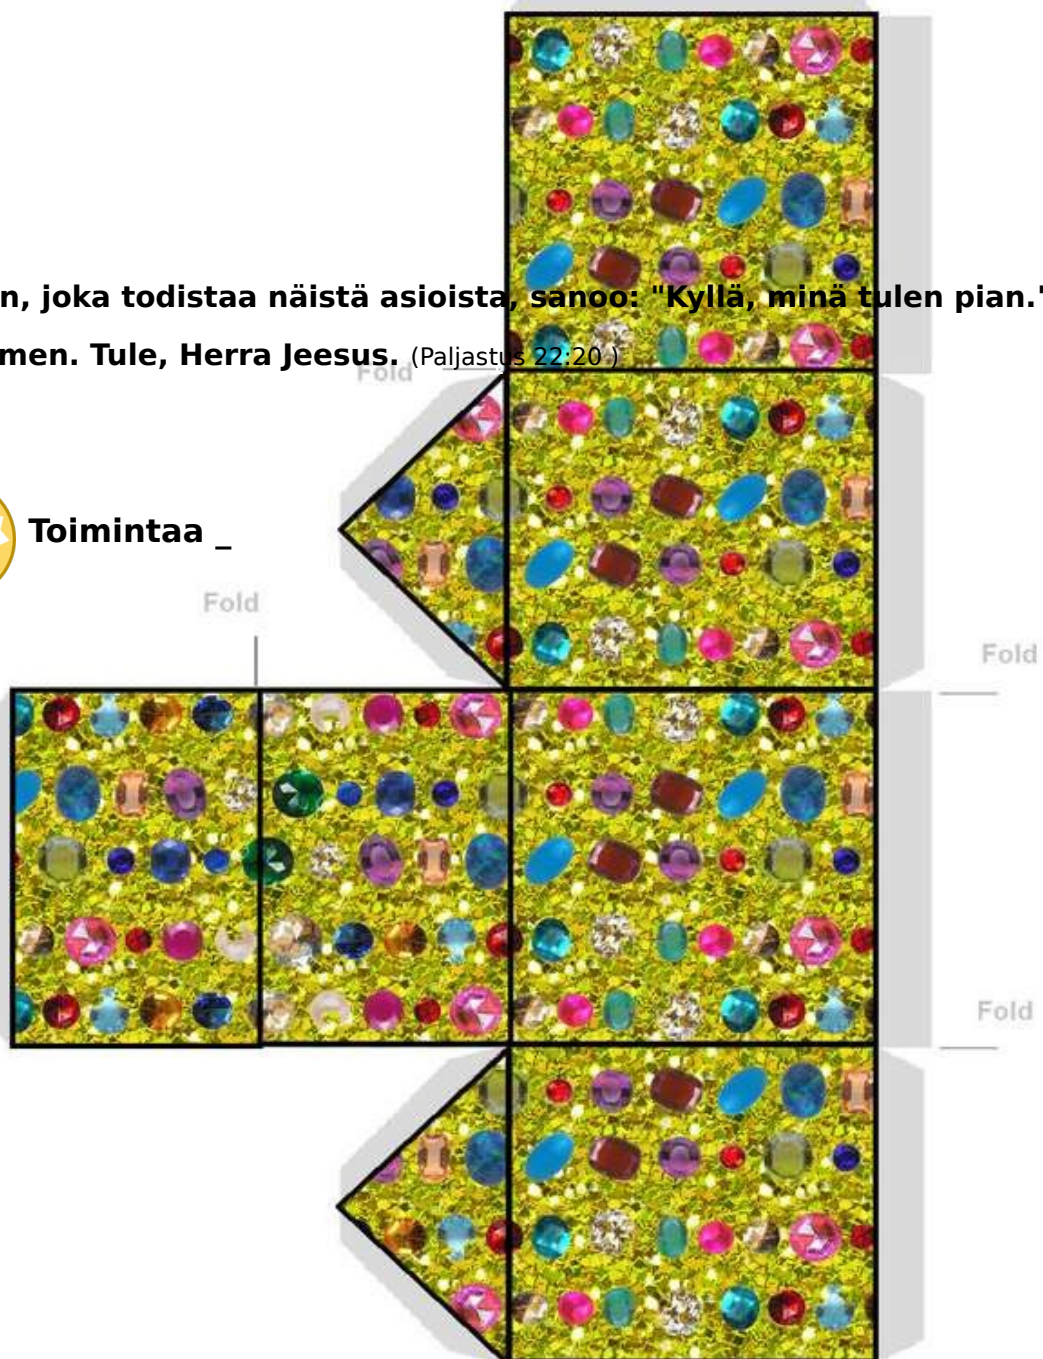 n, joka todistaa näistä asioista, sanoo: "Kyllä, minä tulen pian."
men. Tule, Herra Jeesus. (Paljastus 22:20 )
Fold
Toimintaa _
Fold
Fold
Fold